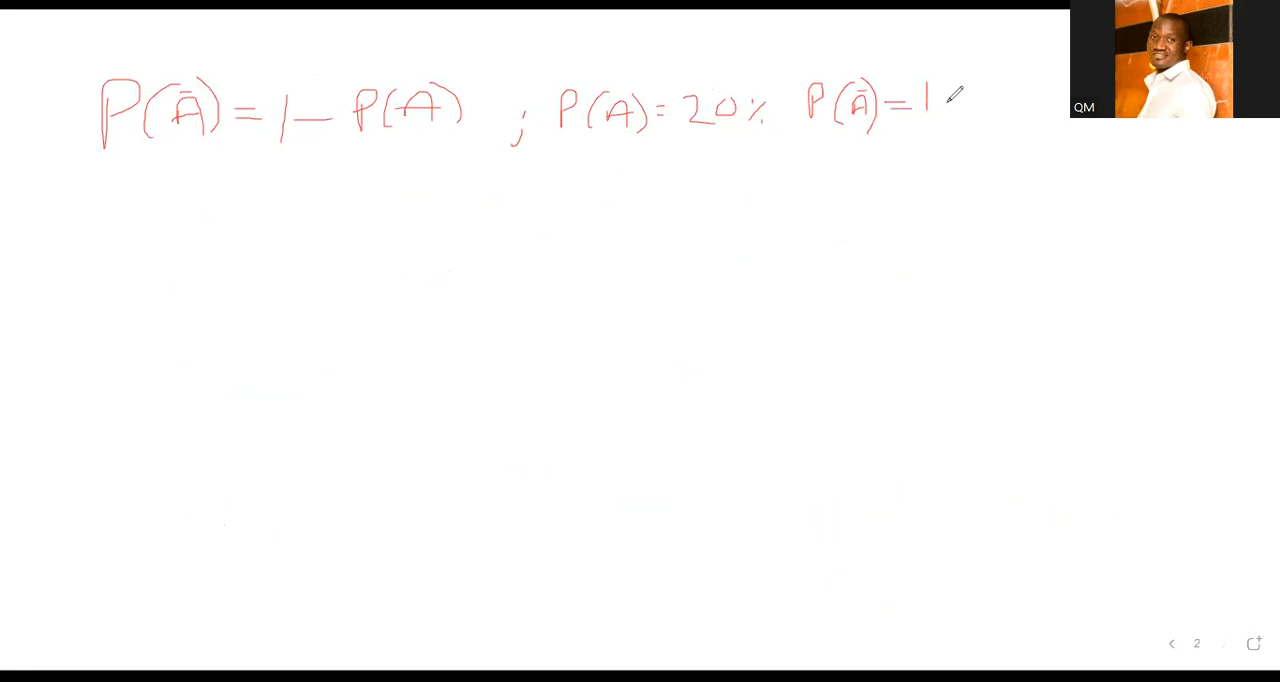 P(Ā) = 1 – P(A) ; P(A) = 20% P(Ā) = 1
QM
2